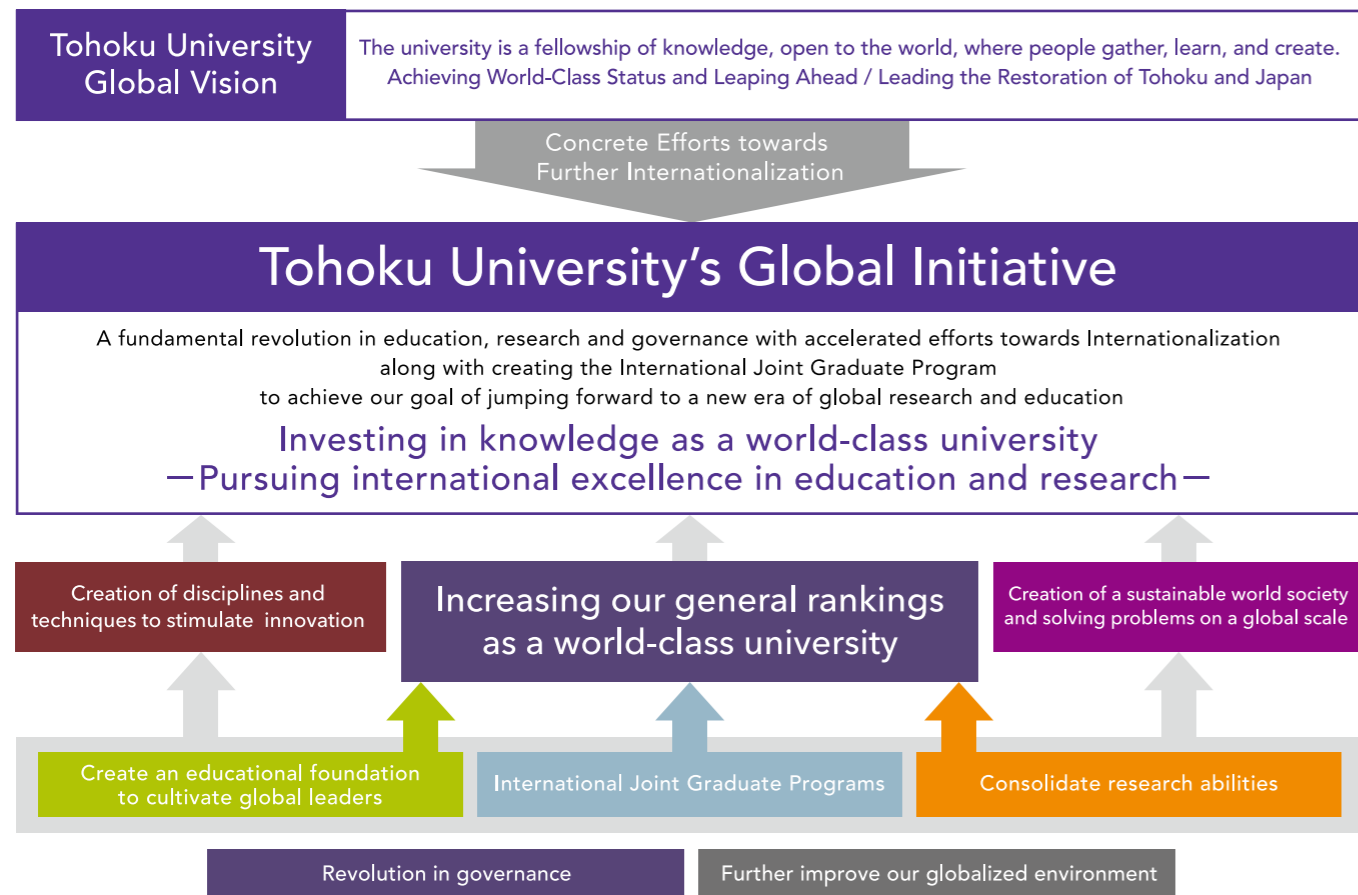 Tohoku University
Global Vision
The university is a fellowship of knowledge, open to the world, where people gather, learn, and create.
Achieving World-Class Status and Leaping Ahead / Leading the Restoration of Tohoku and Japan
Concrete Efforts towards
Further Internationalization
Tohoku University's Global Initiative
A fundamental revolution in education, research and governance with accelerated efforts towards Internationalization
along with creating the International Joint Graduate Program
to achieve our goal of jumping forward to a new era of global research and education
Investing in knowledge as a world-class university
—Pursuing international excellence in education and research—
Creation of disciplines and
techniques to stimulate innovation
Increasing our general rankings
as a world-class university
Creation of a sustainable world society
and solving problems on a global scale
Create an educational foundation
to cultivate global leaders
International Joint Graduate Programs
Consolidate research abilities
Revolution in governance
Further improve our globalized environment